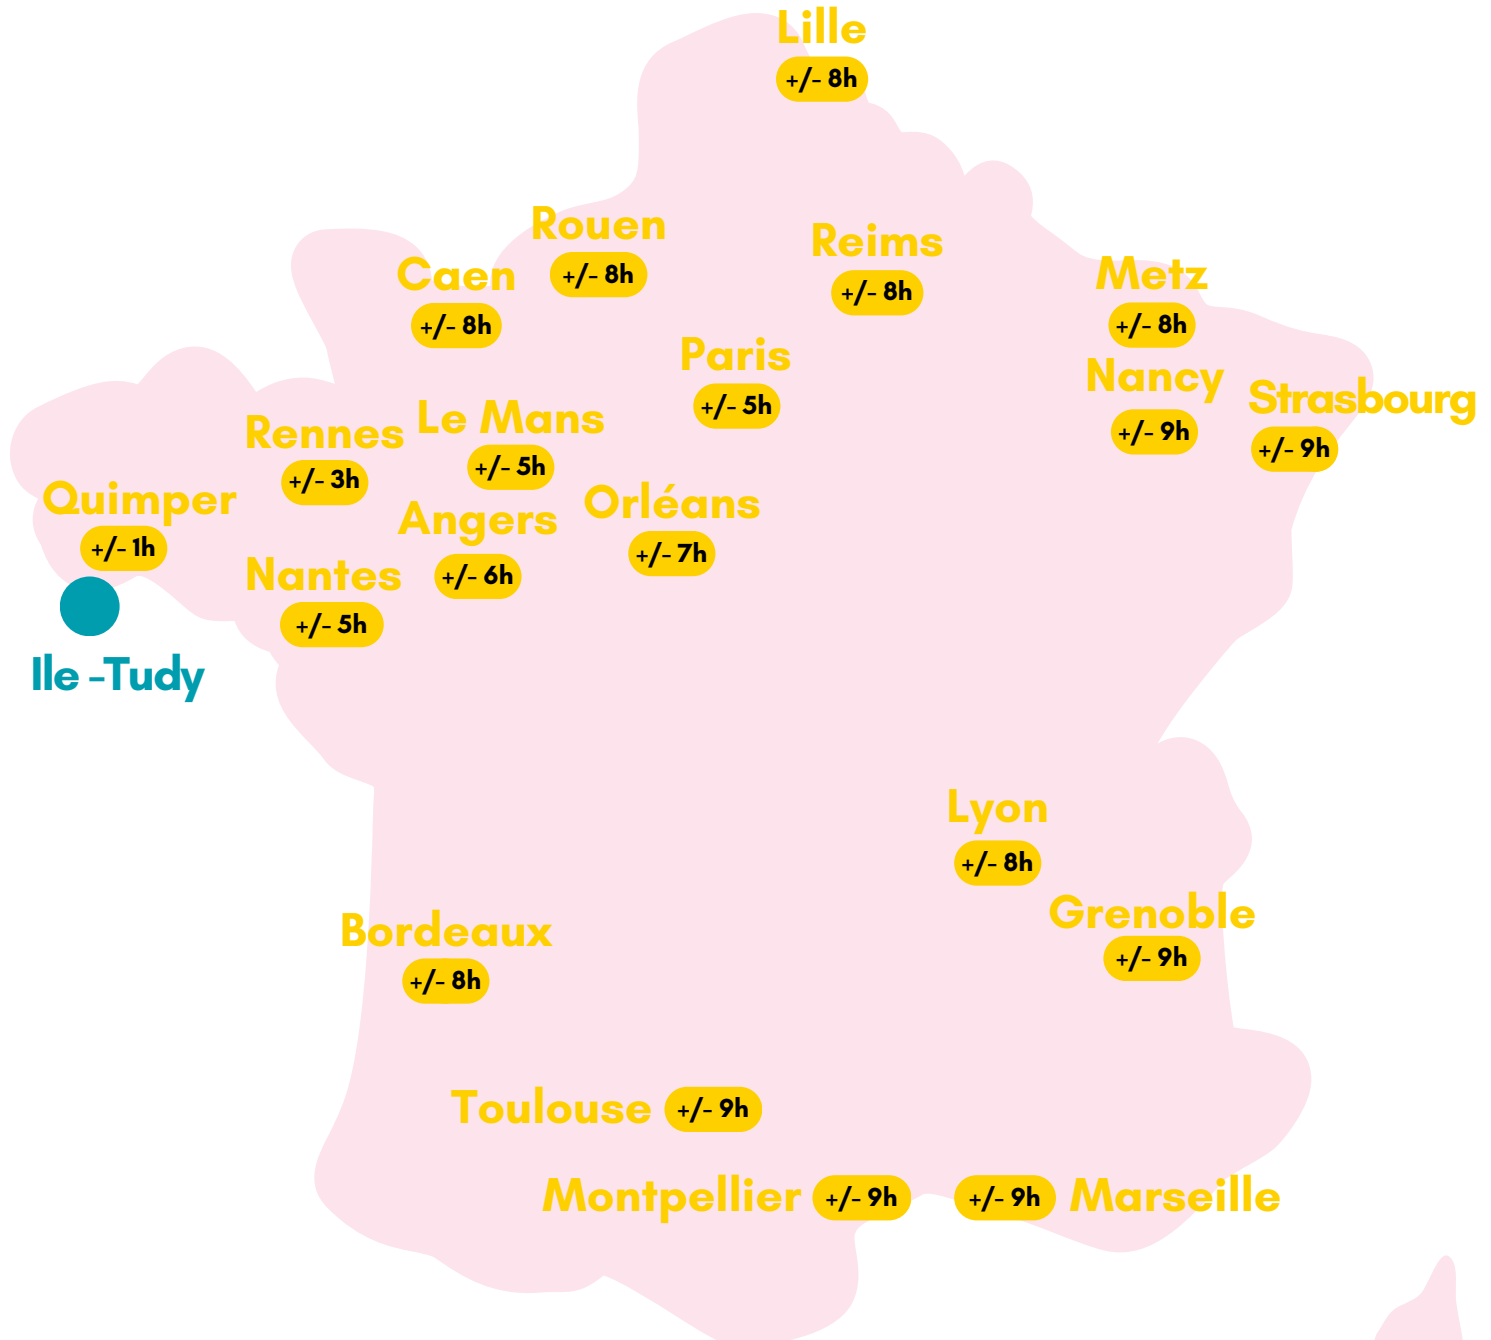 Lille
+/- 8h
Rouen
+/- 8h
Reims
+/- 8h
Caen
+/- 8h
Metz
+/- 8h
Paris
+/- 5h
Nancy
+/- 9h
Strasbourg
+/- 9h
Le Mans
+/- 5h
Rennes
+/- 3h
Quimper
+/- 1h
Angers
+/- 6h
Orléans
+/- 7h
Nantes
+/- 5h
Ile -Tudy
Lyon
+/- 8h
Grenoble
+/- 9h
Bordeaux
+/- 8h
Toulouse +/- 9h
Montpellier +/- 9h
+/- 9h Marseille